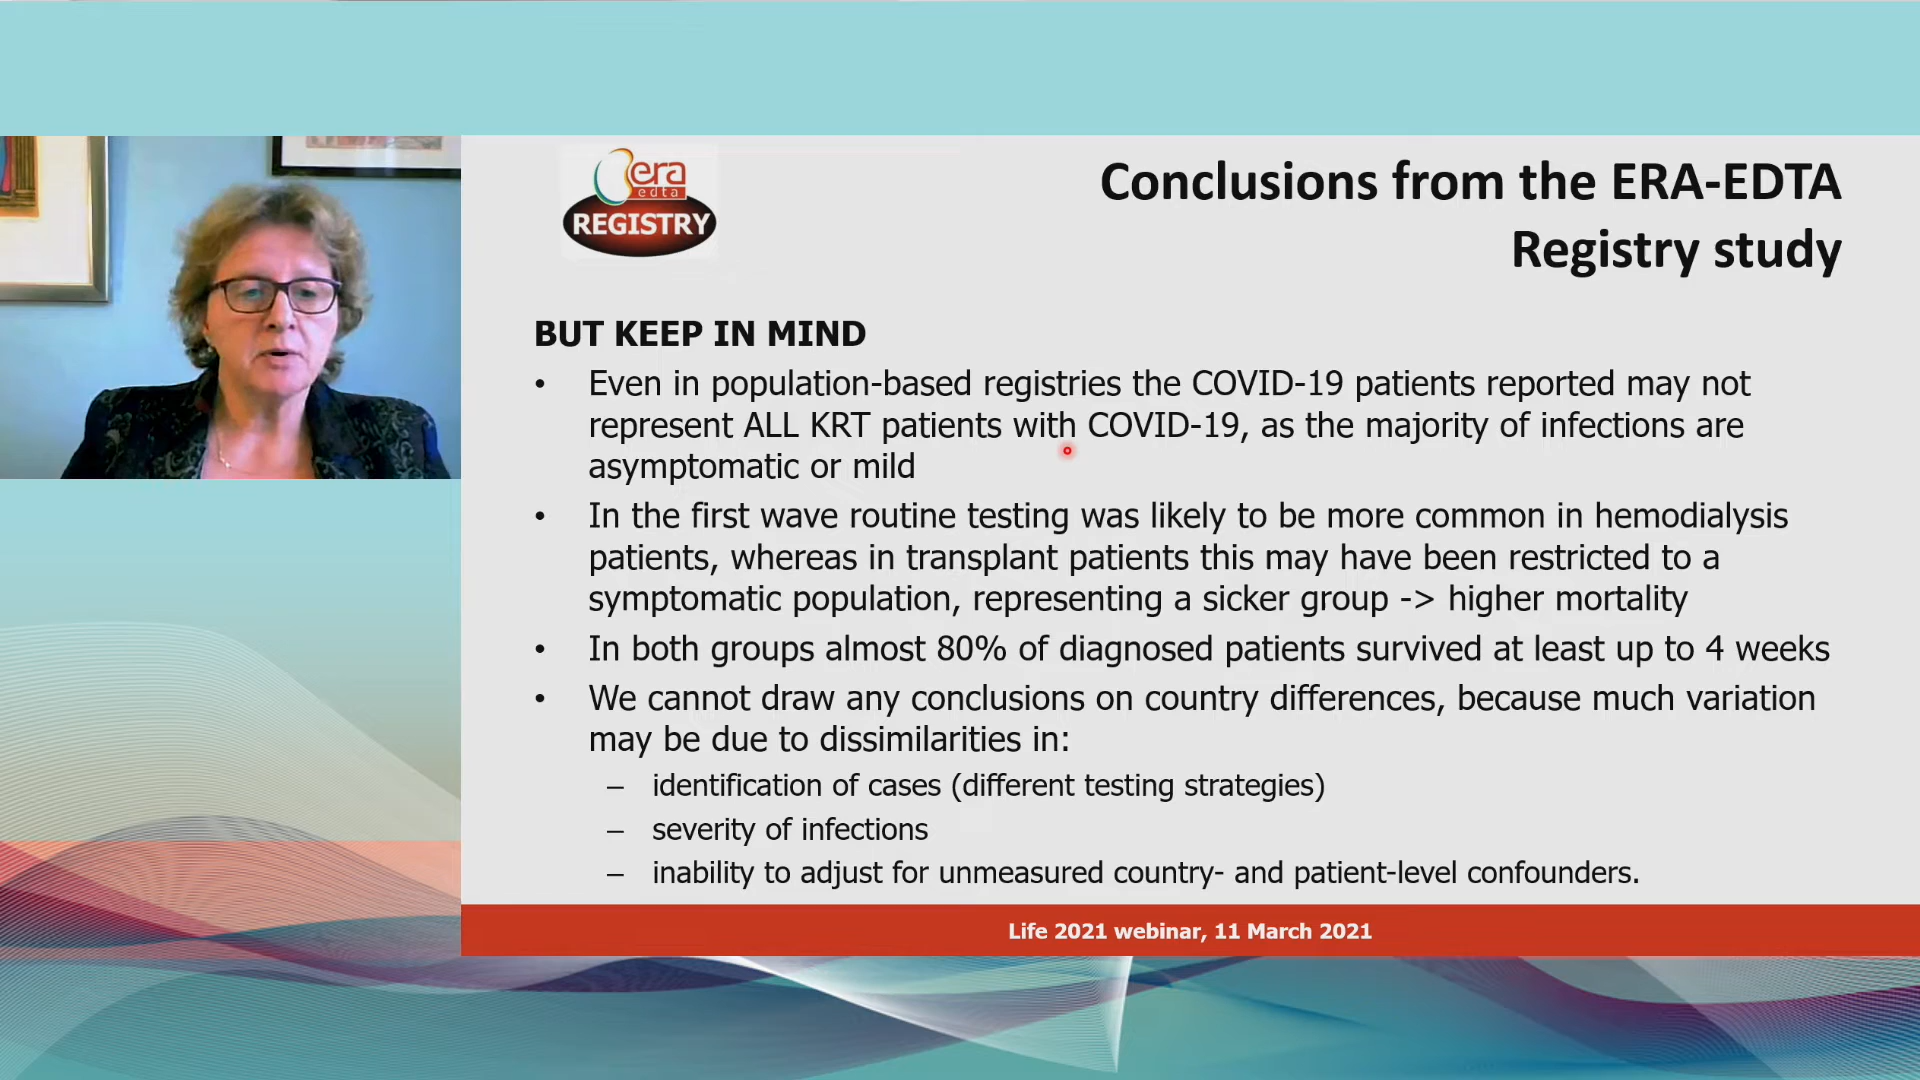 era
edta
REGISTRY
Conclusions from the ERA-EDTA
Registry study
BUT KEEP IN MIND
• Even in population-based registries the COVID-19 patients reported may not
represent ALL KRT patients with COVID-19, as the majority of infections are
asymptomatic or mild
• In the first wave routine testing was likely to be more common in hemodialysis
patients, whereas in transplant patients this may have been restricted to a
symptomatic population, representing a sicker group -> higher mortality
• In both groups almost 80% of diagnosed patients survived at least up to 4 weeks
• We cannot draw any conclusions on country differences, because much variation
may be due to dissimilarities in:
– identification of cases (different testing strategies)
– severity of infections
– inability to adjust for unmeasured country- and patient-level confounders.
Life 2021 webinar, 11 March 2021